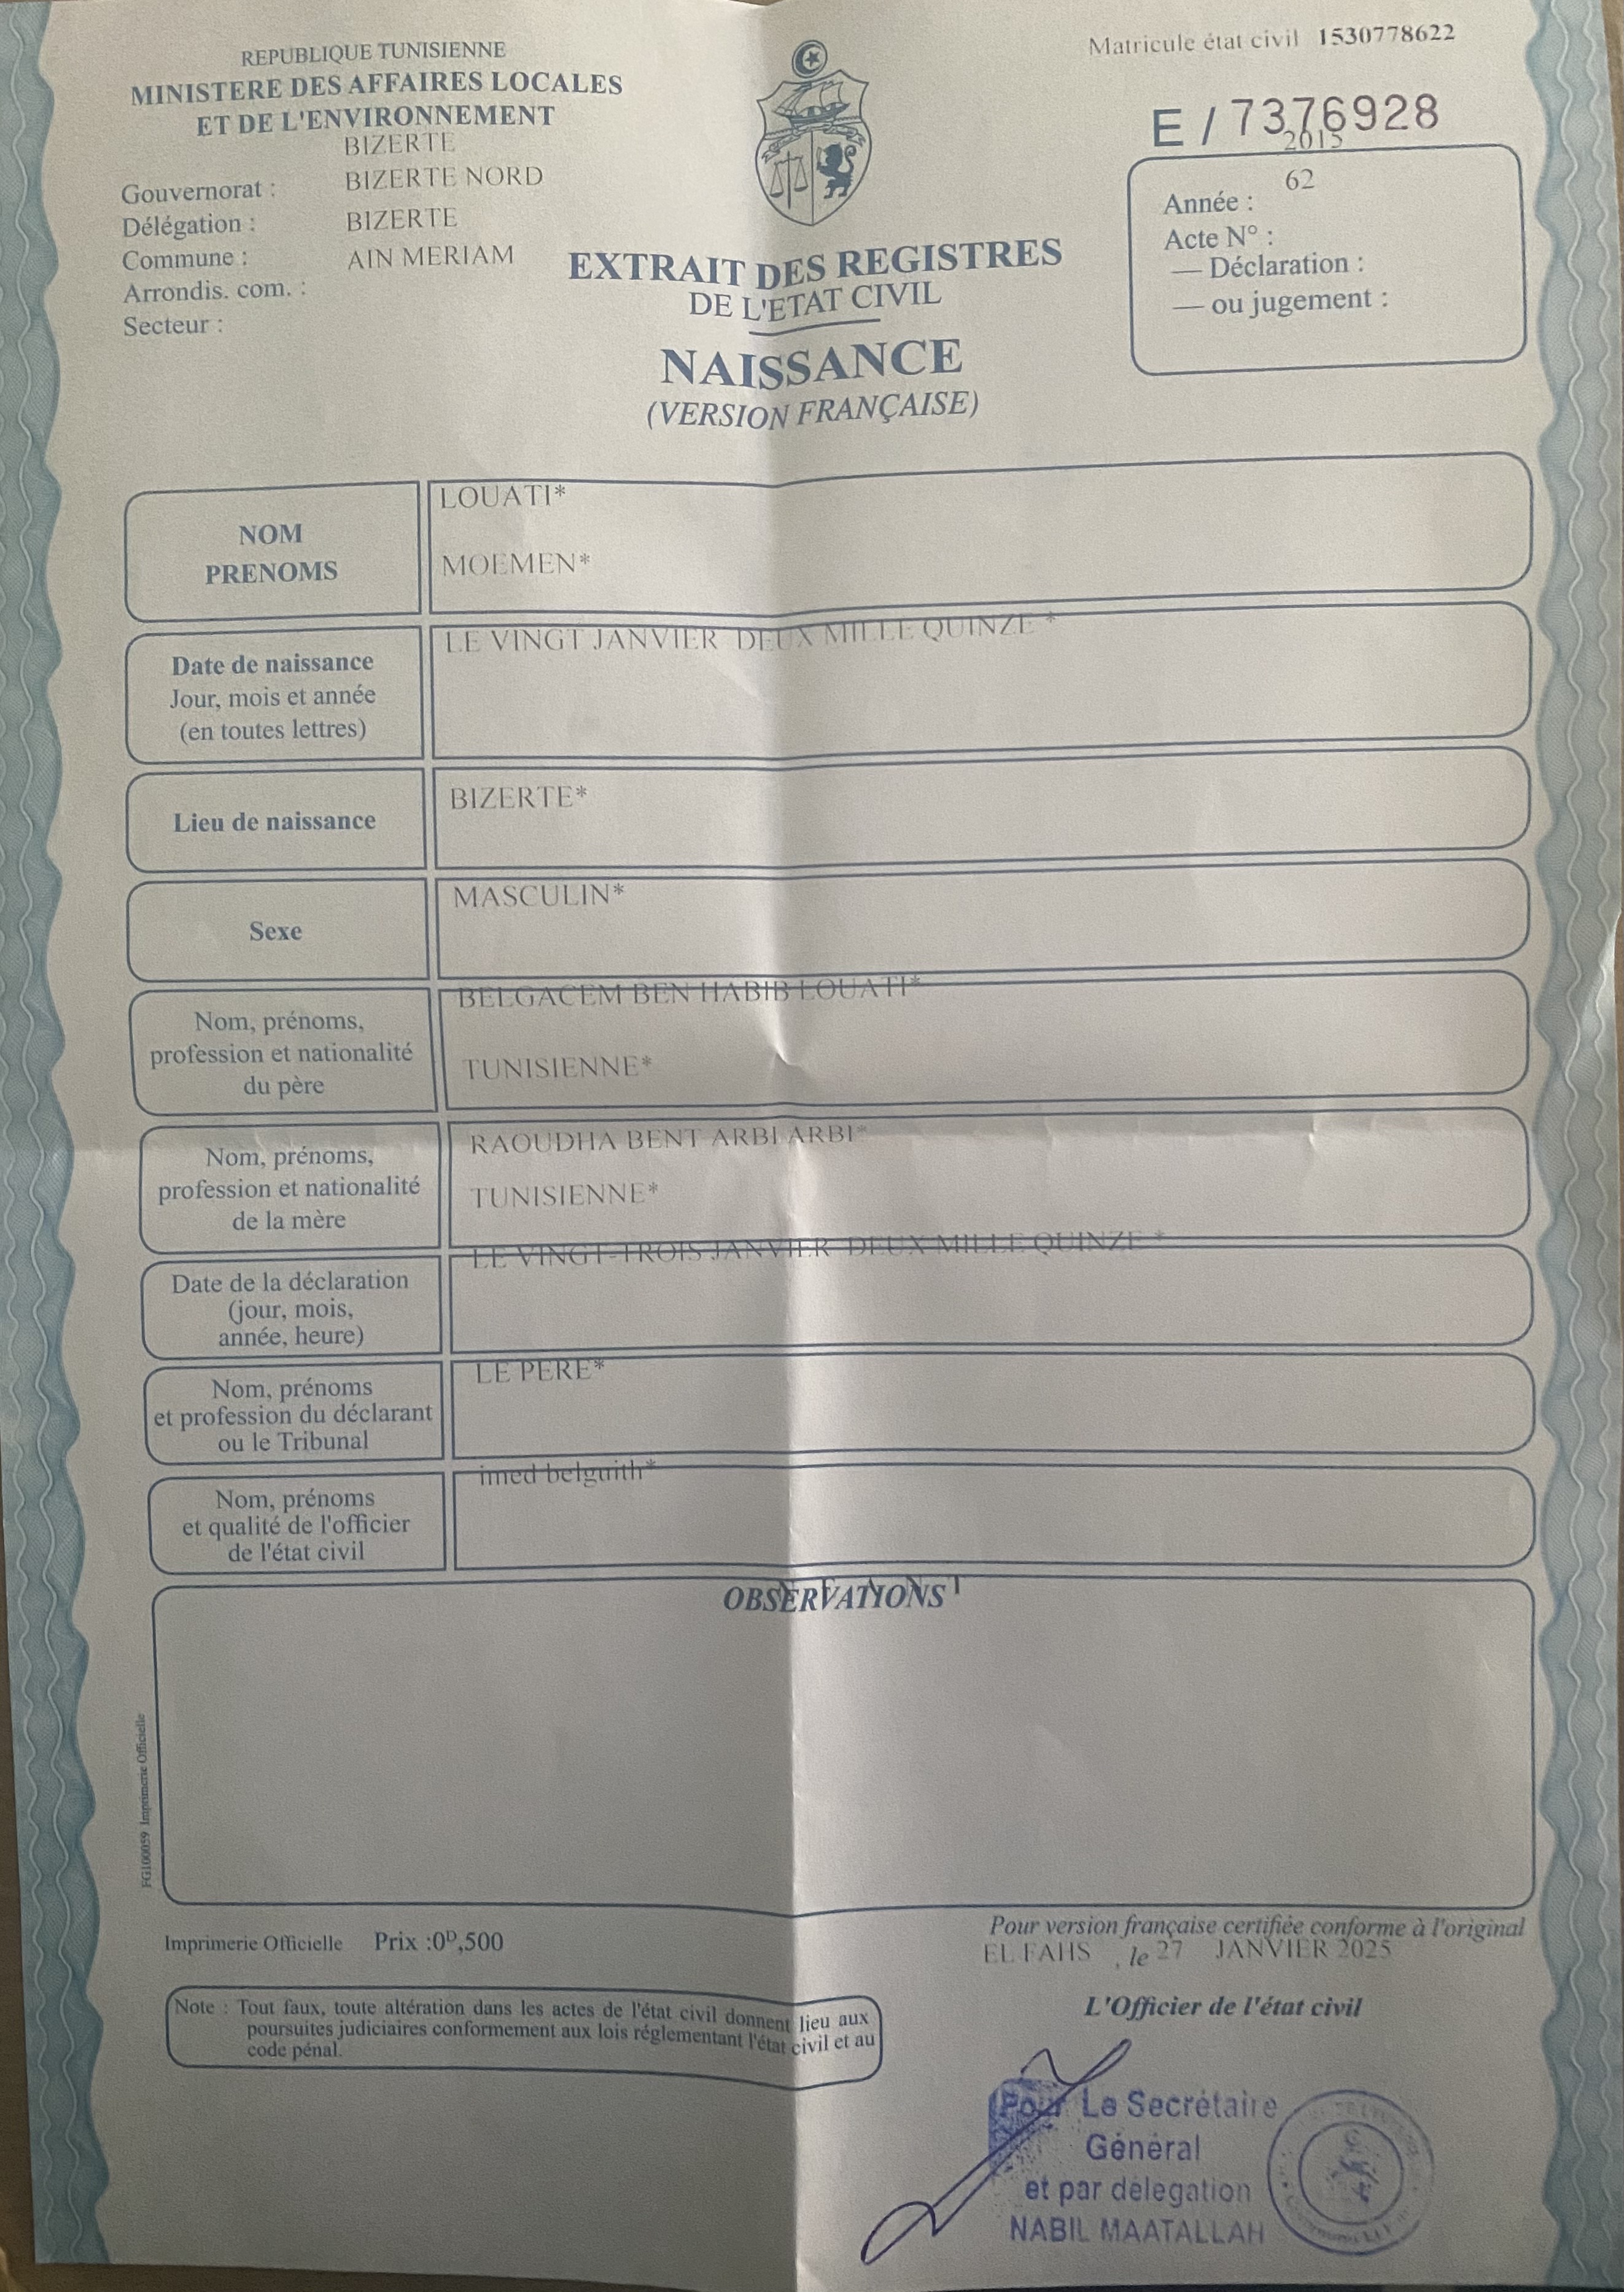 REPUBLIQUE TUNISIENNE
MINISTERE DES AFFAIRES LOCALES
ET DE L'ENVIRONNEMENT
BIZERTE
Gouvernorat :
BIZERTE NORD
Délégation :
BIZERTE
Commune :
AIN MERIAM
Arrondis. com. :
Secteur :
Matricule état civil 1530778622
E / 7376928
2015
62
Année :
Acte N° :
— Déclaration :
— ou jugement :
EXTRAIT DES REGISTRES
DE L'ETAT CIVIL
NAISSANCE
(VERSION FRANÇAISE)
NOM
PRENOMS
LOUATI*
MOEMEN*
Date de naissance
Jour, mois et année
(en toutes lettres)
LE VINGT JANVIER DEUX MILLE QUINZE *
Lieu de naissance
BIZERTE*
Sexe
MASCULIN*
Nom, prénoms,
profession et nationalité
du père
BELGACEM BEN HABIB LOUATI*
TUNISIENNE*
Nom, prénoms,
profession et nationalité
de la mère
RAOUDHA BENT ARBI ARBI*
TUNISIENNE*
Date de la déclaration
(jour, mois,
année, heure)
LE VINGT-TROIS JANVIER DEUX MILLE QUINZE *
Nom, prénoms
et profession du déclarant
ou le Tribunal
LE PERE*
Nom, prénoms
et qualité de l'officier
de l'état civil
imed belguith*
OBSERVATIONS
FG100059 Imprimerie Officielle
Imprimerie Officielle Prix :0ᴰ,500
Pour version française certifiée conforme à l'original
EL FAHS , le 27 JANVIER 2025
L'Officier de l'état civil
Note : Tout faux, toute altération dans les actes de l'état civil donnent lieu aux
poursuites judiciaires conformement aux lois réglementant l'état civil et au
code pénal.
Pour Le Secrétaire
Général
et par délegation
NABIL MAATALLAH